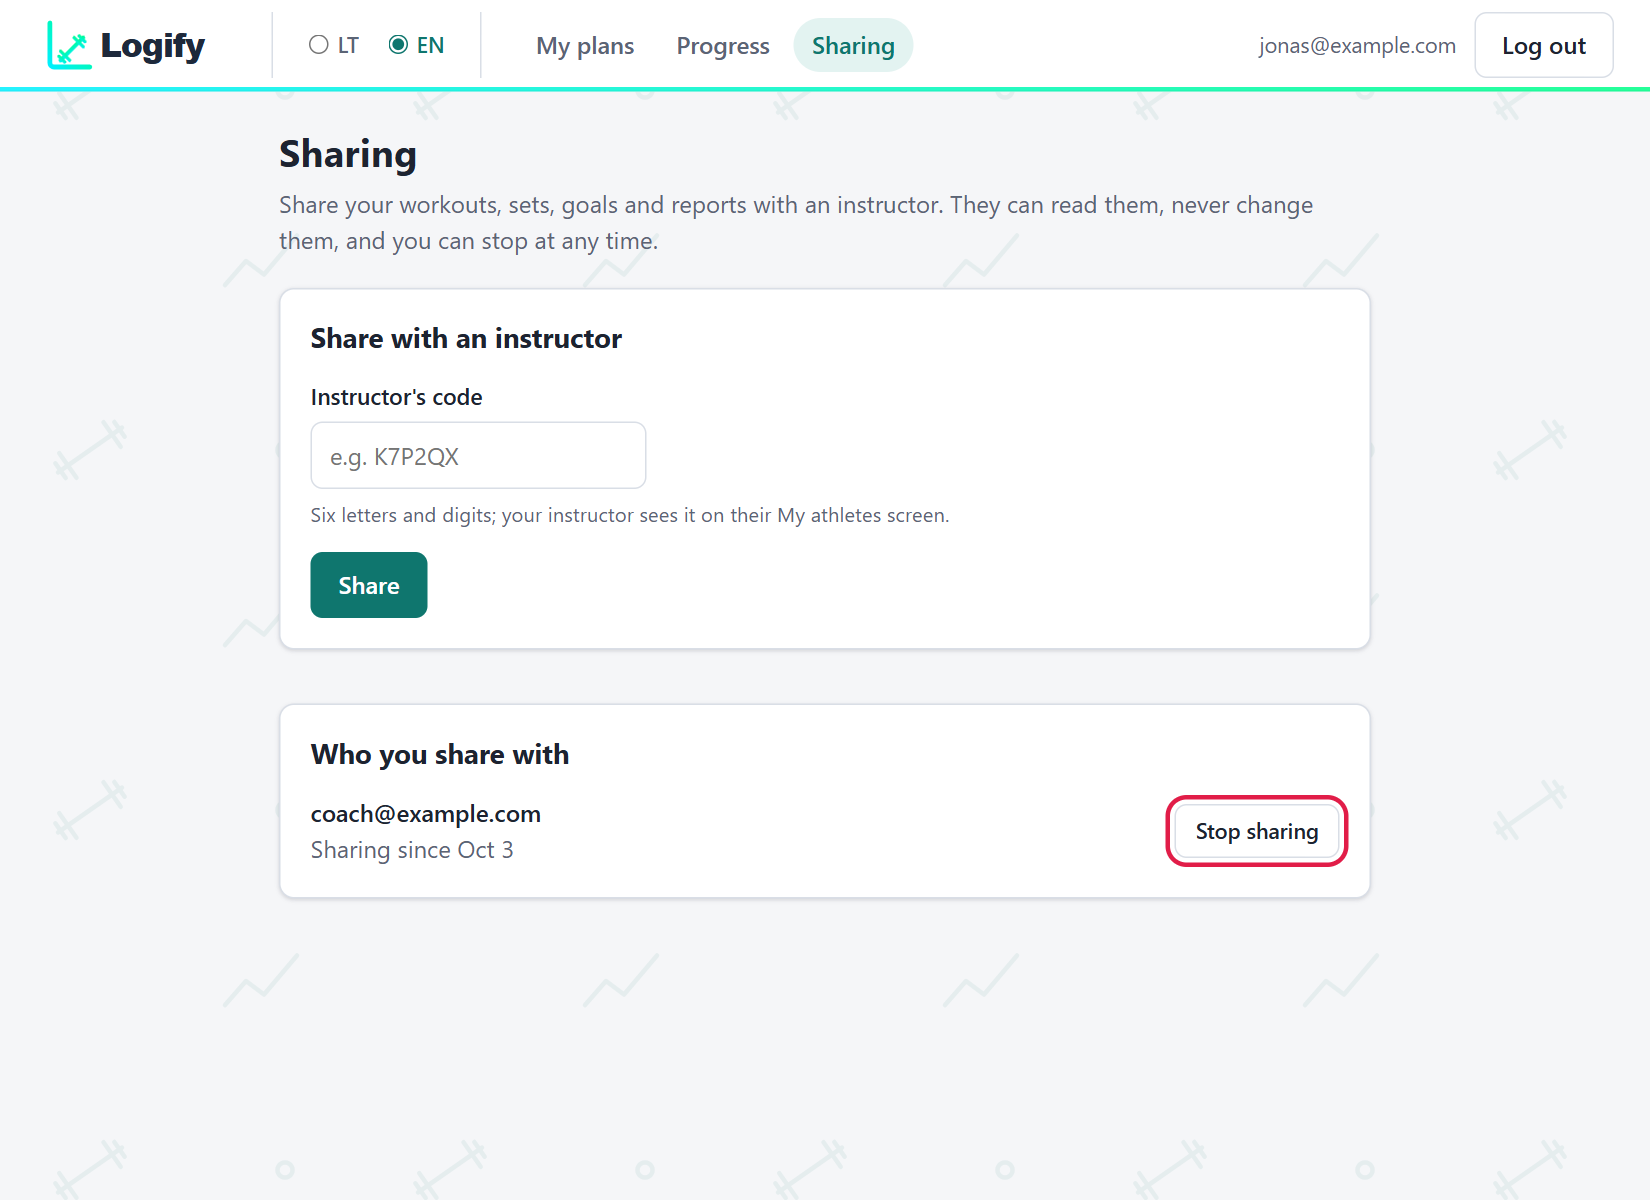 Logify
LT
EN
My plans
Progress
Sharing
jonas@example.com
Log out
Sharing
Share your workouts, sets, goals and reports with an instructor. They can read them, never change
them, and you can stop at any time.
Share with an instructor
Instructor's code
e.g. K7P2QX
Six letters and digits; your instructor sees it on their My athletes screen.
Share
Who you share with
coach@example.com
Sharing since Oct 3
Stop sharing